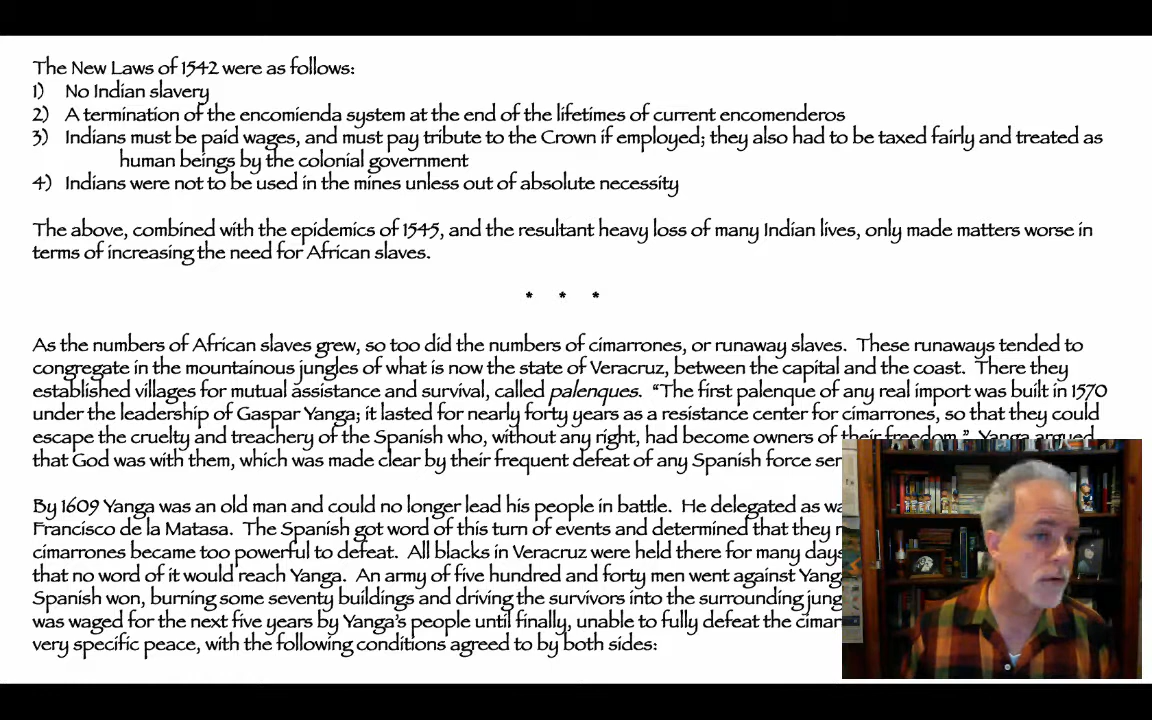 The New Laws of 1542 were as follows:
1) No Indian slavery
2) A termination of the encomienda system at the end of the lifetimes of current encomenderos
3) Indians must be paid wages, and must pay tribute to the Crown if employed; they also had to be taxed fairly and treated as
human beings by the colonial government
4) Indians were not to be used in the mines unless out of absolute necessity
The above, combined with the epidemics of 1545, and the resultant heavy loss of many Indian lives, only made matters worse in
terms of increasing the need for African slaves.
* * *
As the numbers of African slaves grew, so too did the numbers of cimarrones, or runaway slaves. These runaways tended to
congregate in the mountainous jungles of what is now the state of Veracruz, between the capital and the coast. There they
established villages for mutual assistance and survival, called palenques. “The first palenque of any real import was built in 1570
under the leadership of Gaspar Yanga; it lasted for nearly forty years as a resistance center for cimarrones, so that they could
escape the cruelty and treachery of the Spanish who, without any right, had become owners of their freedom.” Yanga argued
that God was with them, which was made clear by their frequent defeat of any Spanish force
By 1609 Yanga was an old man and could no longer lead his people in battle. He delegated as
Francisco de la Matasa. The Spanish got word of this turn of events and determined that they
cimarrones became too powerful to defeat. All blacks in Veracruz were held there for many days
that no word of it would reach Yanga. An army of five hundred and forty men went against
Spanish won, burning some seventy buildings and driving the survivors into the surrounding
was waged for the next five years by Yanga's people until finally, unable to fully defeat the
very specific peace, with the following conditions agreed to by both sides: